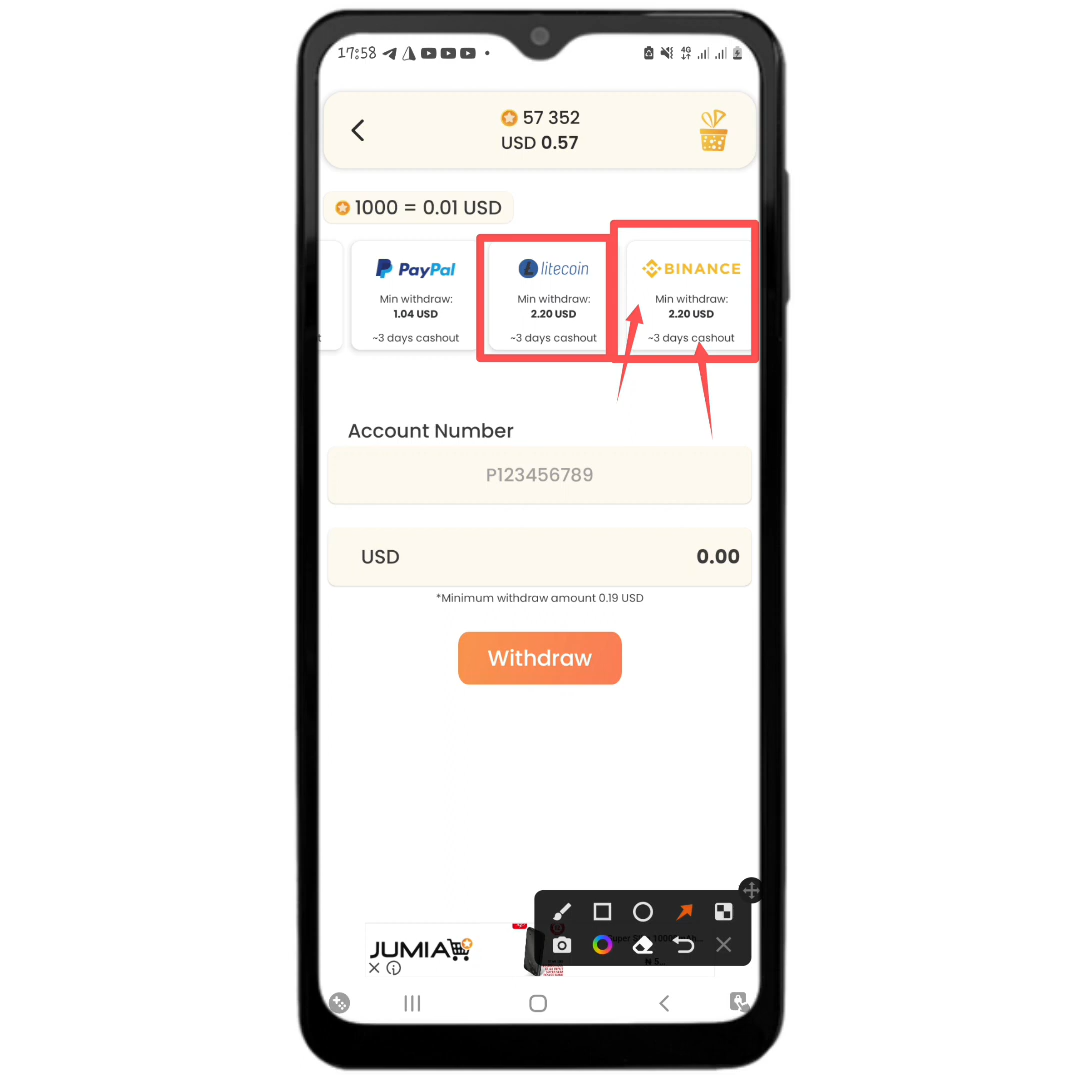 17:58
4G
57 352
USD 0.57
1000 = 0.01 USD
t
PayPal
Min withdraw:
1.04 USD
~3 days cashout
litecoin
Min withdraw:
2.20 USD
~3 days cashout
BINANCE
Min withdraw:
2.20 USD
~3 days cashout
Account Number
P123456789
USD
0.00
*Minimum withdraw amount 0.19 USD
Withdraw
JUMIA